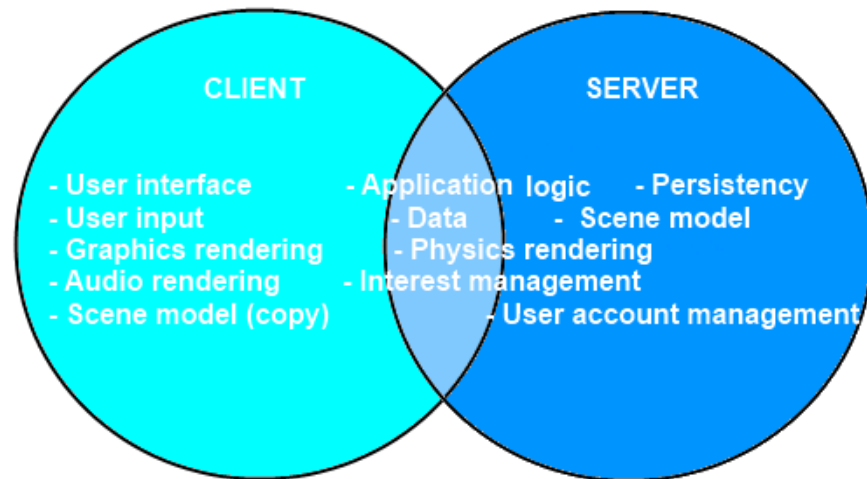 CLIENT SERVER
- User interface - Application logic - Persistency
- User input - Data - Scene model
- Graphics rendering - Physics rendering
- Audio rendering - Interest management
- Scene model (copy) - User account management